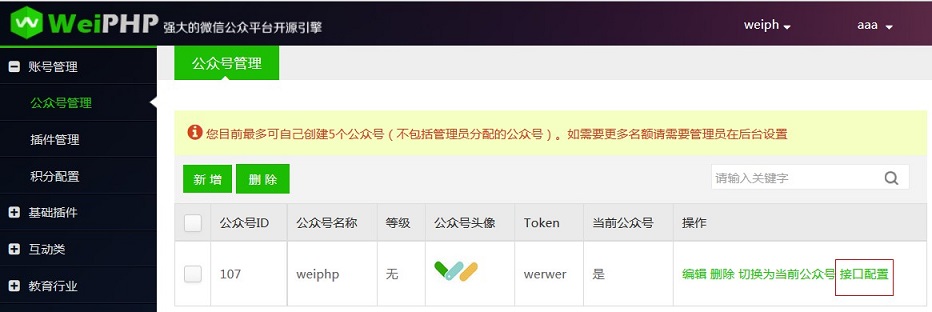 WeiPHP 强大的微信公众平台开源引擎
weiph
aaa
账号管理
公众号管理
插件管理
积分配置
基础插件
互动类
教育行业
公众号管理
您目前最多可自己创建5个公众号（不包括管理员分配的公众号）。如需要更多名额请需要管理员在后台设置
新 增 删 除 请输入关键字
公众号ID 公众号名称 等级 公众号头像 Token 当前公众号 操作
107 weiphp 无 werwer 是 编辑 删除 切换为当前公众号 接口配置